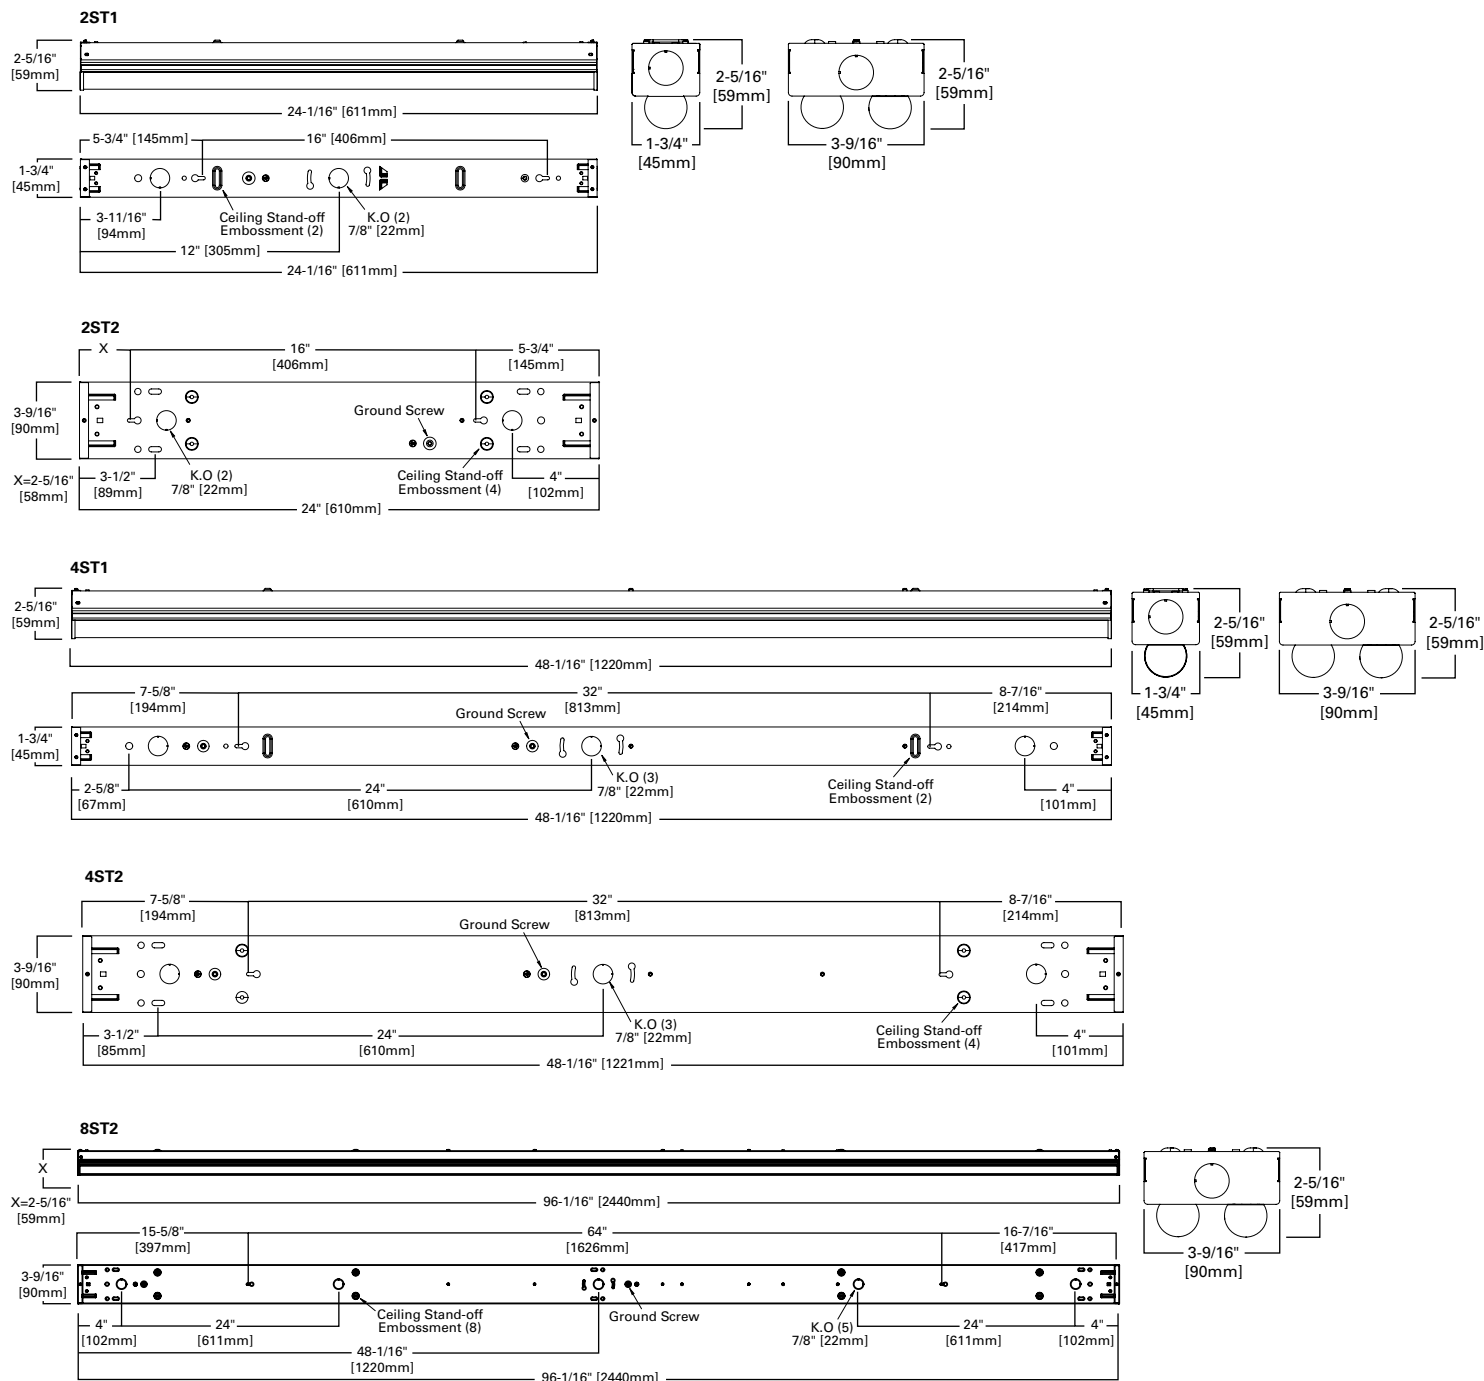 2ST1
2-5/16"
[59mm]
24-1/16" [611mm]
2-5/16"
[59mm]
1-3/4"
[45mm]
2-5/16"
[59mm]
3-9/16"
[90mm]
5-3/4" [145mm]
16" [406mm]
1-3/4"
[45mm]
3-11/16"
[94mm]
Ceiling Stand-off
Embossment (2)
K.O (2)
7/8" [22mm]
12" [305mm]
24-1/16" [611mm]
2ST2
X
16"
[406mm]
5-3/4"
[145mm]
3-9/16"
[90mm]
Ground Screw
X=2-5/16"
[58mm]
3-1/2"
[89mm]
K.O (2)
7/8" [22mm]
Ceiling Stand-off
Embossment (4)
4"
[102mm]
24" [610mm]
4ST1
2-5/16"
[59mm]
48-1/16" [1220mm]
2-5/16"
[59mm]
1-3/4"
[45mm]
2-5/16"
[59mm]
3-9/16"
[90mm]
7-5/8"
[194mm]
32"
[813mm]
8-7/16"
[214mm]
Ground Screw
1-3/4"
[45mm]
2-5/8"
[67mm]
24"
[610mm]
K.O (3)
7/8" [22mm]
Ceiling Stand-off
Embossment (2)
4"
[101mm]
48-1/16" [1220mm]
4ST2
7-5/8"
[194mm]
32"
[813mm]
8-7/16"
[214mm]
Ground Screw
3-9/16"
[90mm]
3-1/2"
[85mm]
24"
[610mm]
K.O (3)
7/8" [22mm]
Ceiling Stand-off
Embossment (4)
4"
[101mm]
48-1/16" [1221mm]
8ST2
X
X=2-5/16"
[59mm]
96-1/16" [2440mm]
2-5/16"
[59mm]
3-9/16"
[90mm]
15-5/8"
[397mm]
64"
[1626mm]
16-7/16"
[417mm]
3-9/16"
[90mm]
4"
[102mm]
24"
[611mm]
Ceiling Stand-off
Embossment (8)
Ground Screw
K.O (5)
7/8" [22mm]
24"
[611mm]
4"
[102mm]
48-1/16"
[1220mm]
96-1/16" [2440mm]